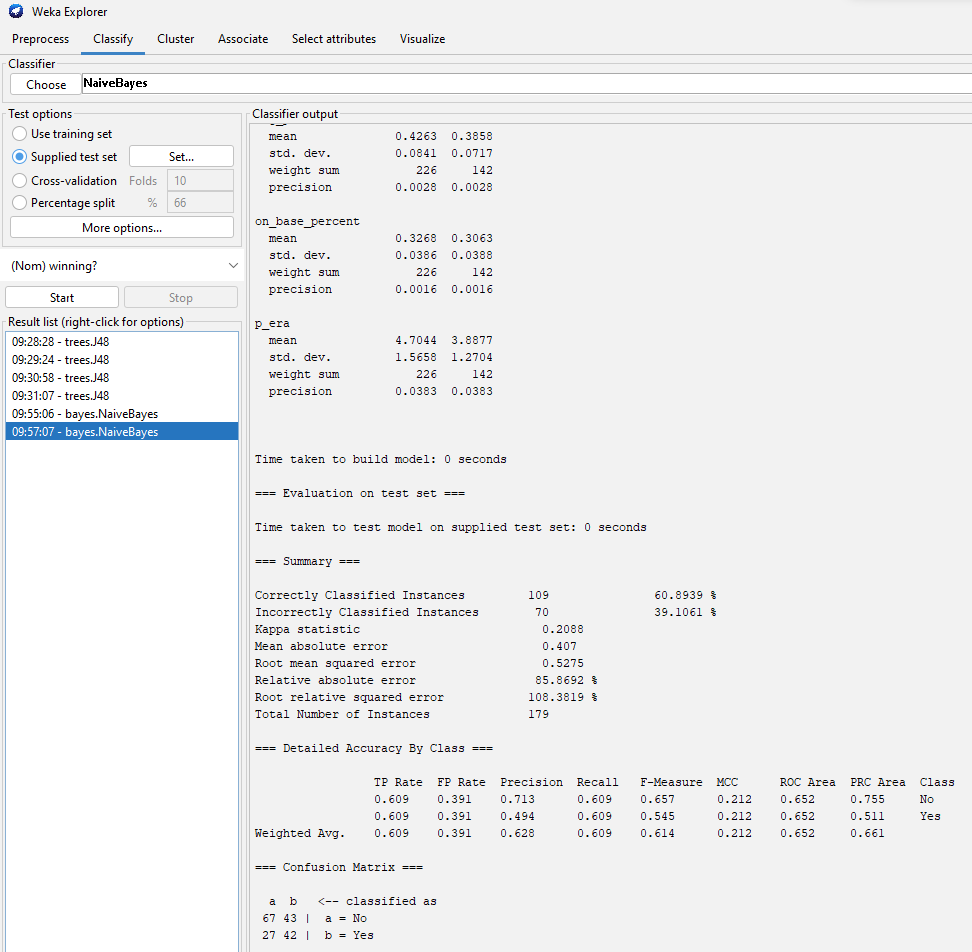 Weka Explorer
Preprocess Classify Cluster Associate Select attributes Visualize
Classifier
Choose NaiveBayes
Test options
Use training set
Supplied test set Set...
Cross-validation Folds 10
Percentage split % 66
More options...
(Nom) winning?
Start Stop
Result list (right-click for options)
09:28:28 - trees.J48
09:29:24 - trees.J48
09:30:58 - trees.J48
09:31:07 - trees.J48
09:55:06 - bayes.NaiveBayes
09:57:07 - bayes.NaiveBayes
Classifier output
mean 0.4263 0.3858
std. dev. 0.0841 0.0717
weight sum 226 142
precision 0.0028 0.0028
on_base_percent
mean 0.3268 0.3063
std. dev. 0.0386 0.0388
weight sum 226 142
precision 0.0016 0.0016
p_era
mean 4.7044 3.8877
std. dev. 1.5658 1.2704
weight sum 226 142
precision 0.0383 0.0383
Time taken to build model: 0 seconds
=== Evaluation on test set ===
Time taken to test model on supplied test set: 0 seconds
=== Summary ===
Correctly Classified Instances 109 60.8939 %
Incorrectly Classified Instances 70 39.1061 %
Kappa statistic 0.2088
Mean absolute error 0.407
Root mean squared error 0.5275
Relative absolute error 85.8692 %
Root relative squared error 108.3819 %
Total Number of Instances 179
=== Detailed Accuracy By Class ===
TP Rate FP Rate Precision Recall F-Measure MCC ROC Area PRC Area Class
0.609 0.391 0.713 0.609 0.657 0.212 0.652 0.755 No
0.609 0.391 0.494 0.609 0.545 0.212 0.652 0.511 Yes
Weighted Avg. 0.609 0.391 0.628 0.609 0.614 0.212 0.652 0.661
=== Confusion Matrix ===
a b <-- classified as
67 43 | a = No
27 42 | b = Yes